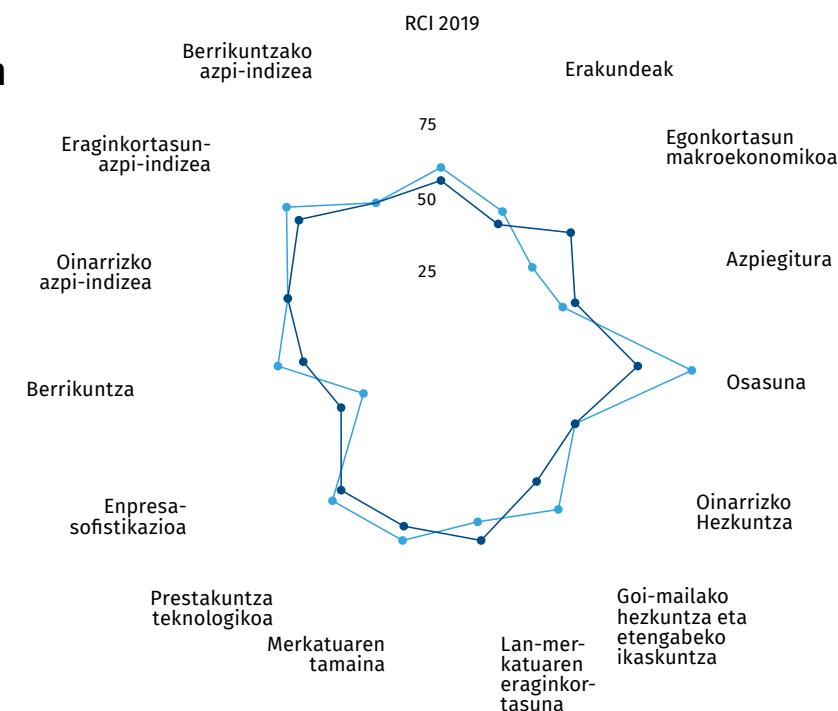 RCI 2019
Erakundeak
Egonkortasun
makroekonomikoa
Azpiegitura
Osasuna
Oinarrizko
Hezkuntza
Goi-mailako
hezkuntza eta
etengabeko
ikaskuntza
Lan-mer-
katuaren
eraginkor-
tasuna
Merkatuaren
tamaina
Prestakuntza
teknologikoa
Enpresa-
sofistikazioa
Berrikuntza
Oinarrizko
azpi-indizea
Eraginkortasun-
azpi-indizea
Berrikuntzako
azpi-indizea
75
50
25